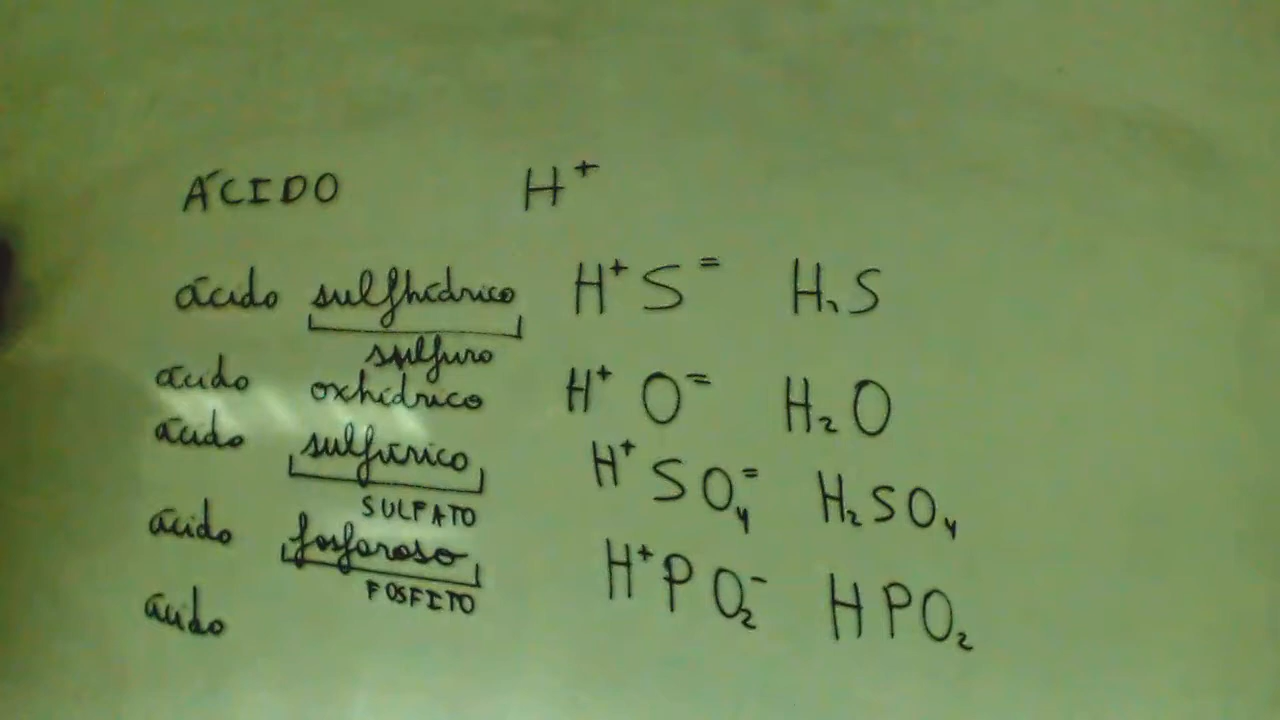 ÁCIDO H⁺
ácido sulfhídrico H⁺ S⁼ H₂S
sulfuro
ácido oxhídrico H⁺ O⁼ H₂O
ácido sulfúrico H⁺ SO₄⁼ H₂SO₄
SULFATO
ácido fosforoso H⁺ PO₂⁻ HPO₂
FOSFITO
ácido